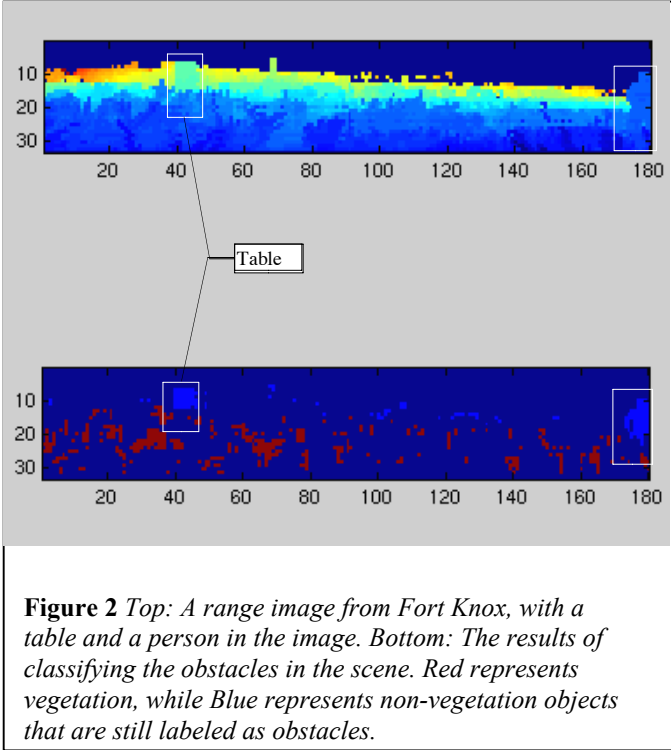 10
20
30
20 40 60 80 100 120 140 160 180
Table
10
20
30
20 40 60 80 100 120 140 160 180
Figure 2 Top: A range image from Fort Knox, with a
table and a person in the image. Bottom: The results of
classifying the obstacles in the scene. Red represents
vegetation, while Blue represents non-vegetation objects
that are still labeled as obstacles.